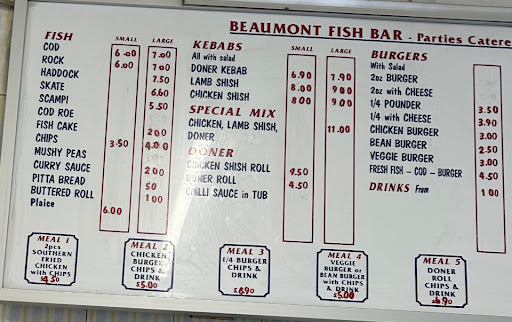 BEAUMONT FISH BAR - Parties Catere
FISH
SMALL LARGE
COD 6.00 7.00
ROCK 6.00 7.00
HADDOCK 7.50
SKATE 6.60
SCAMPI 5.50
COD ROE
FISH CAKE 2.00
CHIPS 3.50 4.00
MUSHY PEAS
CURRY SAUCE 2.00
PITTA BREAD 50
BUTTERED ROLL 1.00
Plaice 6.00
KEBABS
SMALL LARGE
All with salad
DONER KEBAB 6.90 7.90
LAMB SHISH 8.00 9.00
CHICKEN SHISH 8.00 9.00
SPECIAL MIX
CHICKEN, LAMB SHISH, 11.00
DONER
DONER
CHICKEN SHISH ROLL 4.50
DONER ROLL 4.50
CHILLI SAUCE in TUB
BURGERS
With Salad
2oz BURGER
2oz with CHEESE
1/4 POUNDER 3.50
1/4 with CHEESE 3.90
CHICKEN BURGER 3.00
BEAN BURGER 2.50
VEGGIE BURGER 3.00
FRESH FISH - COD - BURGER 4.50
DRINKS From 1.00
MEAL 1
2pcs
SOUTHERN
FRIED
CHICKEN
with CHIPS
£4.50
MEAL 2
CHICKEN
BURGER
CHIPS &
DRINK
£5.00
MEAL 3
1/4 BURGER
CHIPS &
DRINK
£6.90
MEAL 4
VEGGIE
BURGER or
BEAN BURGER
with CHIPS
& DRINK
£5.00
MEAL 5
DONER
ROLL
CHIPS &
DRINK
£6.90